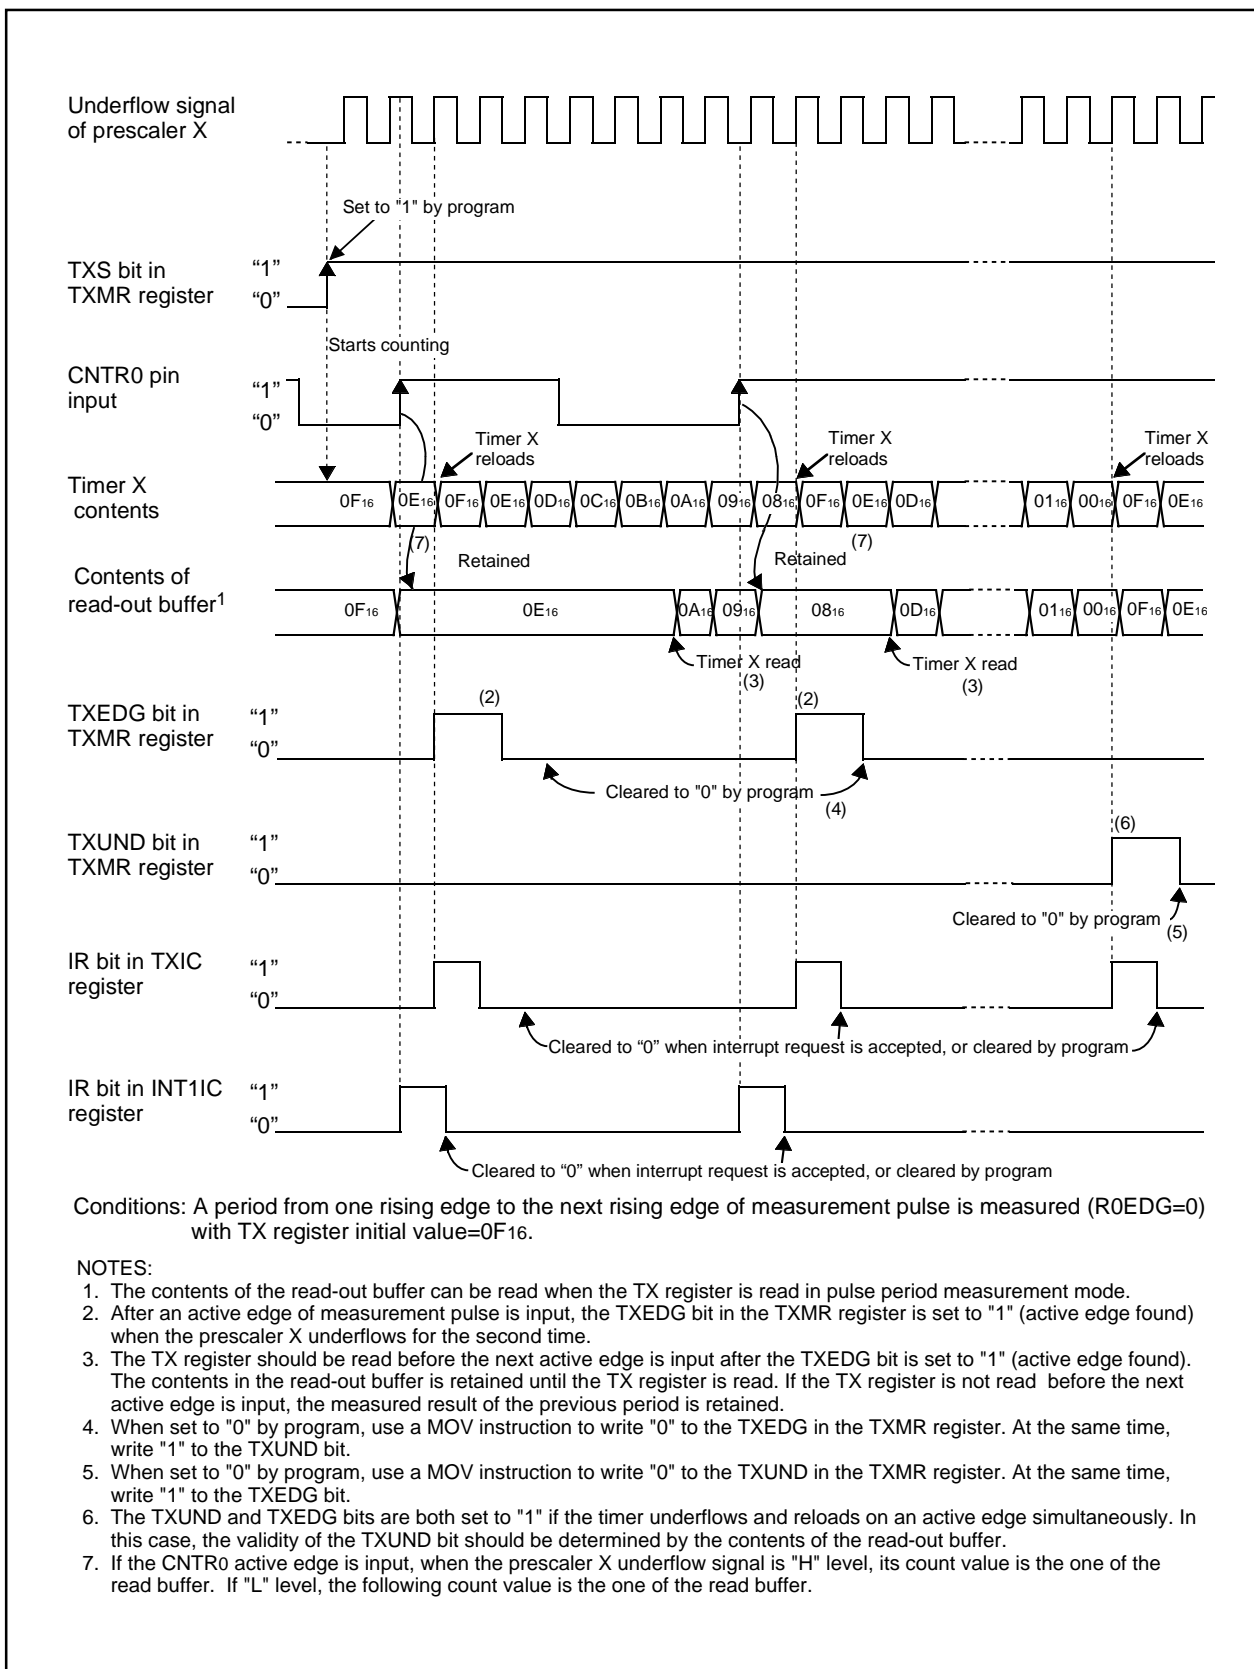 Underflow signal
of prescaler X
Set to "1" by program
TXS bit in
TXMR register
“1”
“0”
Starts counting
CNTR0 pin
input
“1”
“0”
Timer X
reloads
Timer X
reloads
Timer X
reloads
Timer X
contents
0F16 0E16 0F16 0E16 0D16 0C16 0B16 0A16 0916 0816 0F16 0E16 0D16 0116 0016 0F16 0E16
(7)
Retained
Retained
(7)
Contents of
read-out buffer1
0F16 0E16 0A16 0916 0816 0D16 0116 0016 0F16 0E16
Timer X read
(3)
Timer X read
(3)
TXEDG bit in
TXMR register
“1”
“0”
(2)
(2)
Cleared to "0" by program
(4)
TXUND bit in
TXMR register
“1”
“0”
(6)
Cleared to "0" by program
(5)
IR bit in TXIC
register
“1”
“0”
Cleared to “0” when interrupt request is accepted, or cleared by program
IR bit in INT1IC
register
“1”
“0”
Cleared to “0” when interrupt request is accepted, or cleared by program
Conditions: A period from one rising edge to the next rising edge of measurement pulse is measured (R0EDG=0)
with TX register initial value=0F16.
NOTES:
1. The contents of the read-out buffer can be read when the TX register is read in pulse period measurement mode.
2. After an active edge of measurement pulse is input, the TXEDG bit in the TXMR register is set to "1" (active edge found)
when the prescaler X underflows for the second time.
3. The TX register should be read before the next active edge is input after the TXEDG bit is set to "1" (active edge found).
The contents in the read-out buffer is retained until the TX register is read. If the TX register is not read before the next
active edge is input, the measured result of the previous period is retained.
4. When set to "0" by program, use a MOV instruction to write "0" to the TXEDG in the TXMR register. At the same time,
write "1" to the TXUND bit.
5. When set to "0" by program, use a MOV instruction to write "0" to the TXUND in the TXMR register. At the same time,
write "1" to the TXEDG bit.
6. The TXUND and TXEDG bits are both set to "1" if the timer underflows and reloads on an active edge simultaneously. In
this case, the validity of the TXUND bit should be determined by the contents of the read-out buffer.
7. If the CNTR0 active edge is input, when the prescaler X underflow signal is "H" level, its count value is the one of the
read buffer. If "L" level, the following count value is the one of the read buffer.